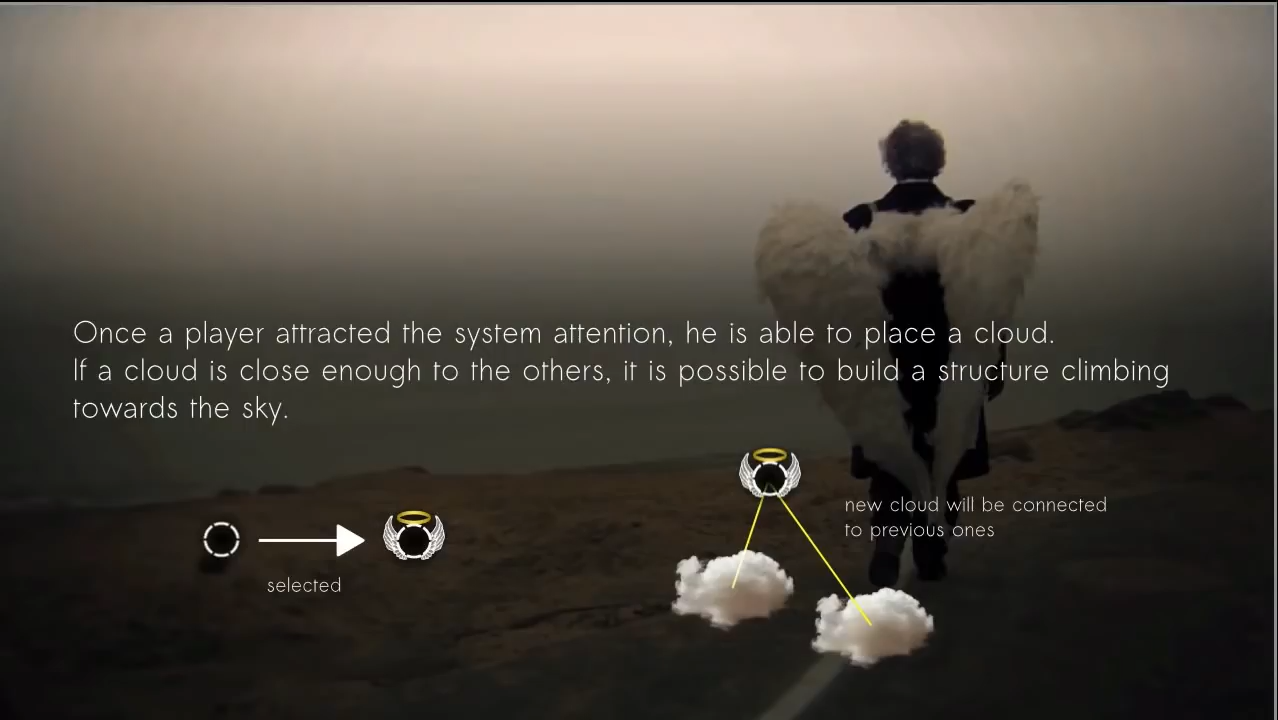 Once a player attracted the system attention, he is able to place a cloud.
If a cloud is close enough to the others, it is possible to build a structure climbing
towards the sky.
new cloud will be connected
to previous ones
selected